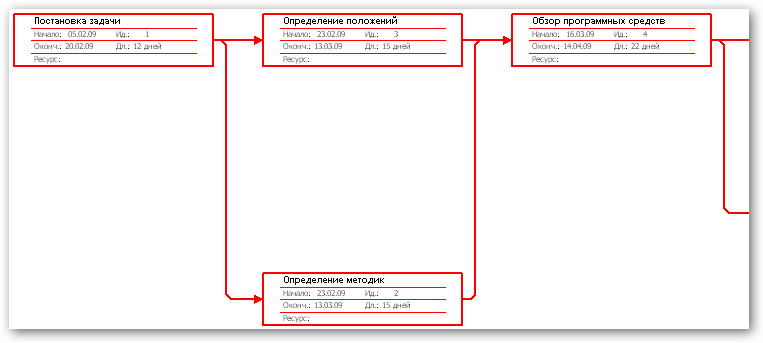 Постановка задачи
Начало: 05.02.09 Ид.: 1
Оконч.: 20.02.09 Дл.: 12 дней
Ресурс:
Определение положений
Начало: 23.02.09 Ид.: 3
Оконч.: 13.03.09 Дл.: 15 дней
Ресурс:
Обзор программных средств
Начало: 16.03.09 Ид.: 4
Оконч.: 14.04.09 Дл.: 22 дней
Ресурс:
Определение методик
Начало: 23.02.09 Ид.: 2
Оконч.: 13.03.09 Дл.: 15 дней
Ресурс: